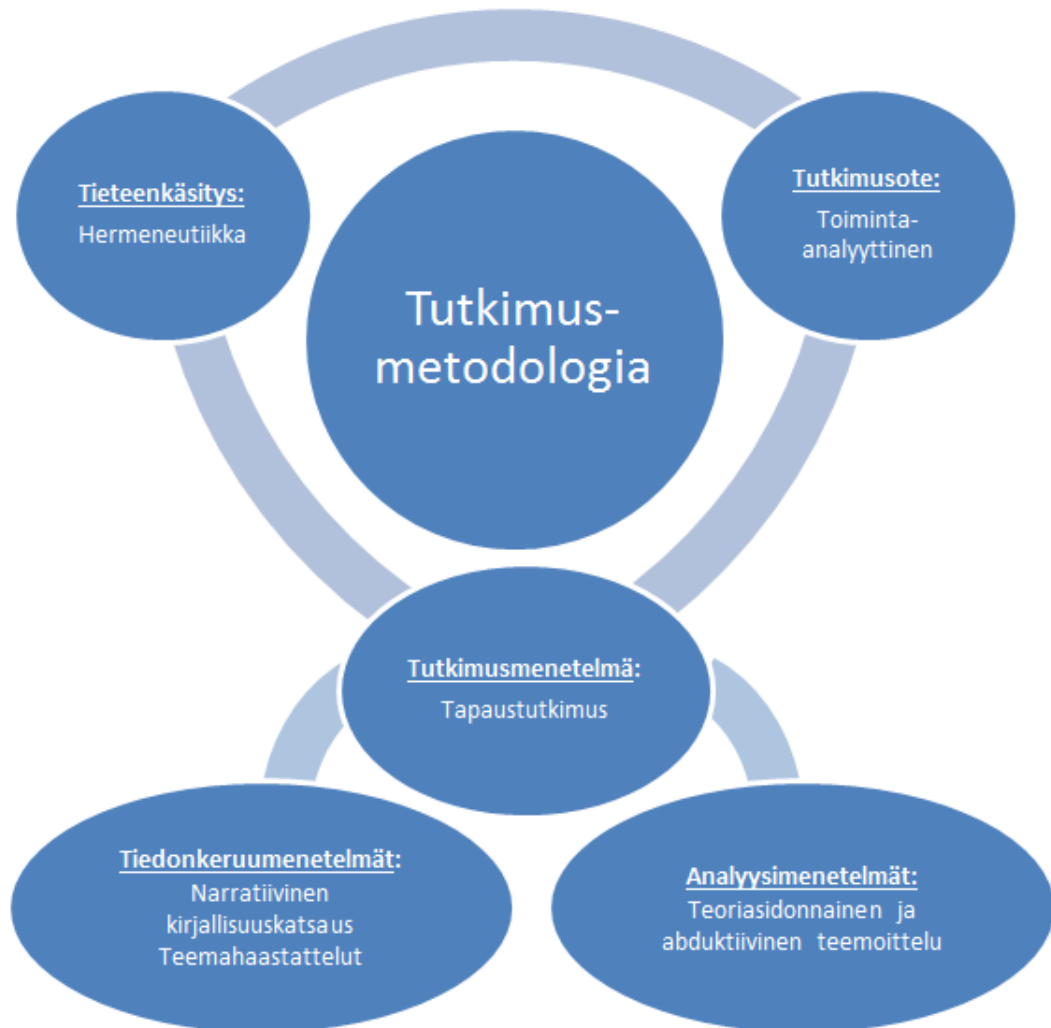 Tieteenkäsitys:
Hermeneutiikka
Tutkimusote:
Toiminta-
analyyttinen
Tutkimus-
metodologia
Tutkimusmenetelmä:
Tapaustutkimus
Tiedonkeruumenetelmät:
Narratiivinen
kirjallisuuskatsaus
Teemahaastattelut
Analyysimenetelmät:
Teoriasidonnainen ja
abduktiivinen teemoittelu